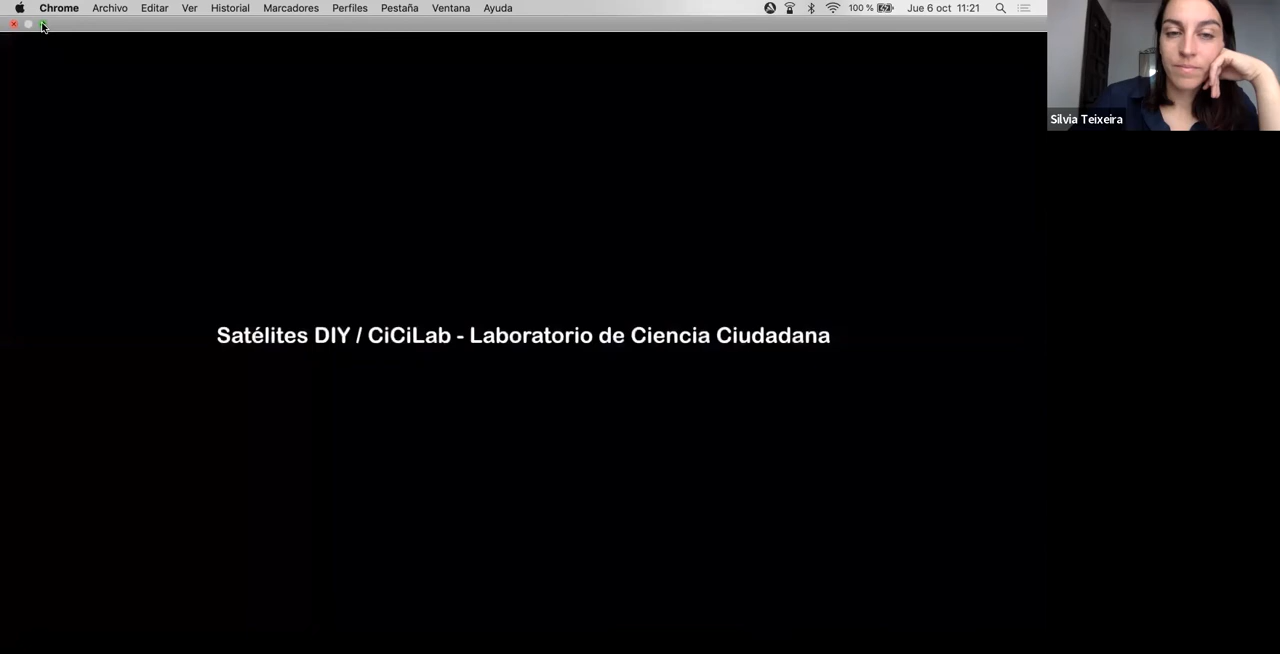 Chrome Archivo Editar Ver Historial Marcadores Perfiles Pestaña Ventana Ayuda 100 % Jue 6 oct 11:21
Silvia Teixeira
Satélites DIY / CiCiLab - Laboratorio de Ciencia Ciudadana